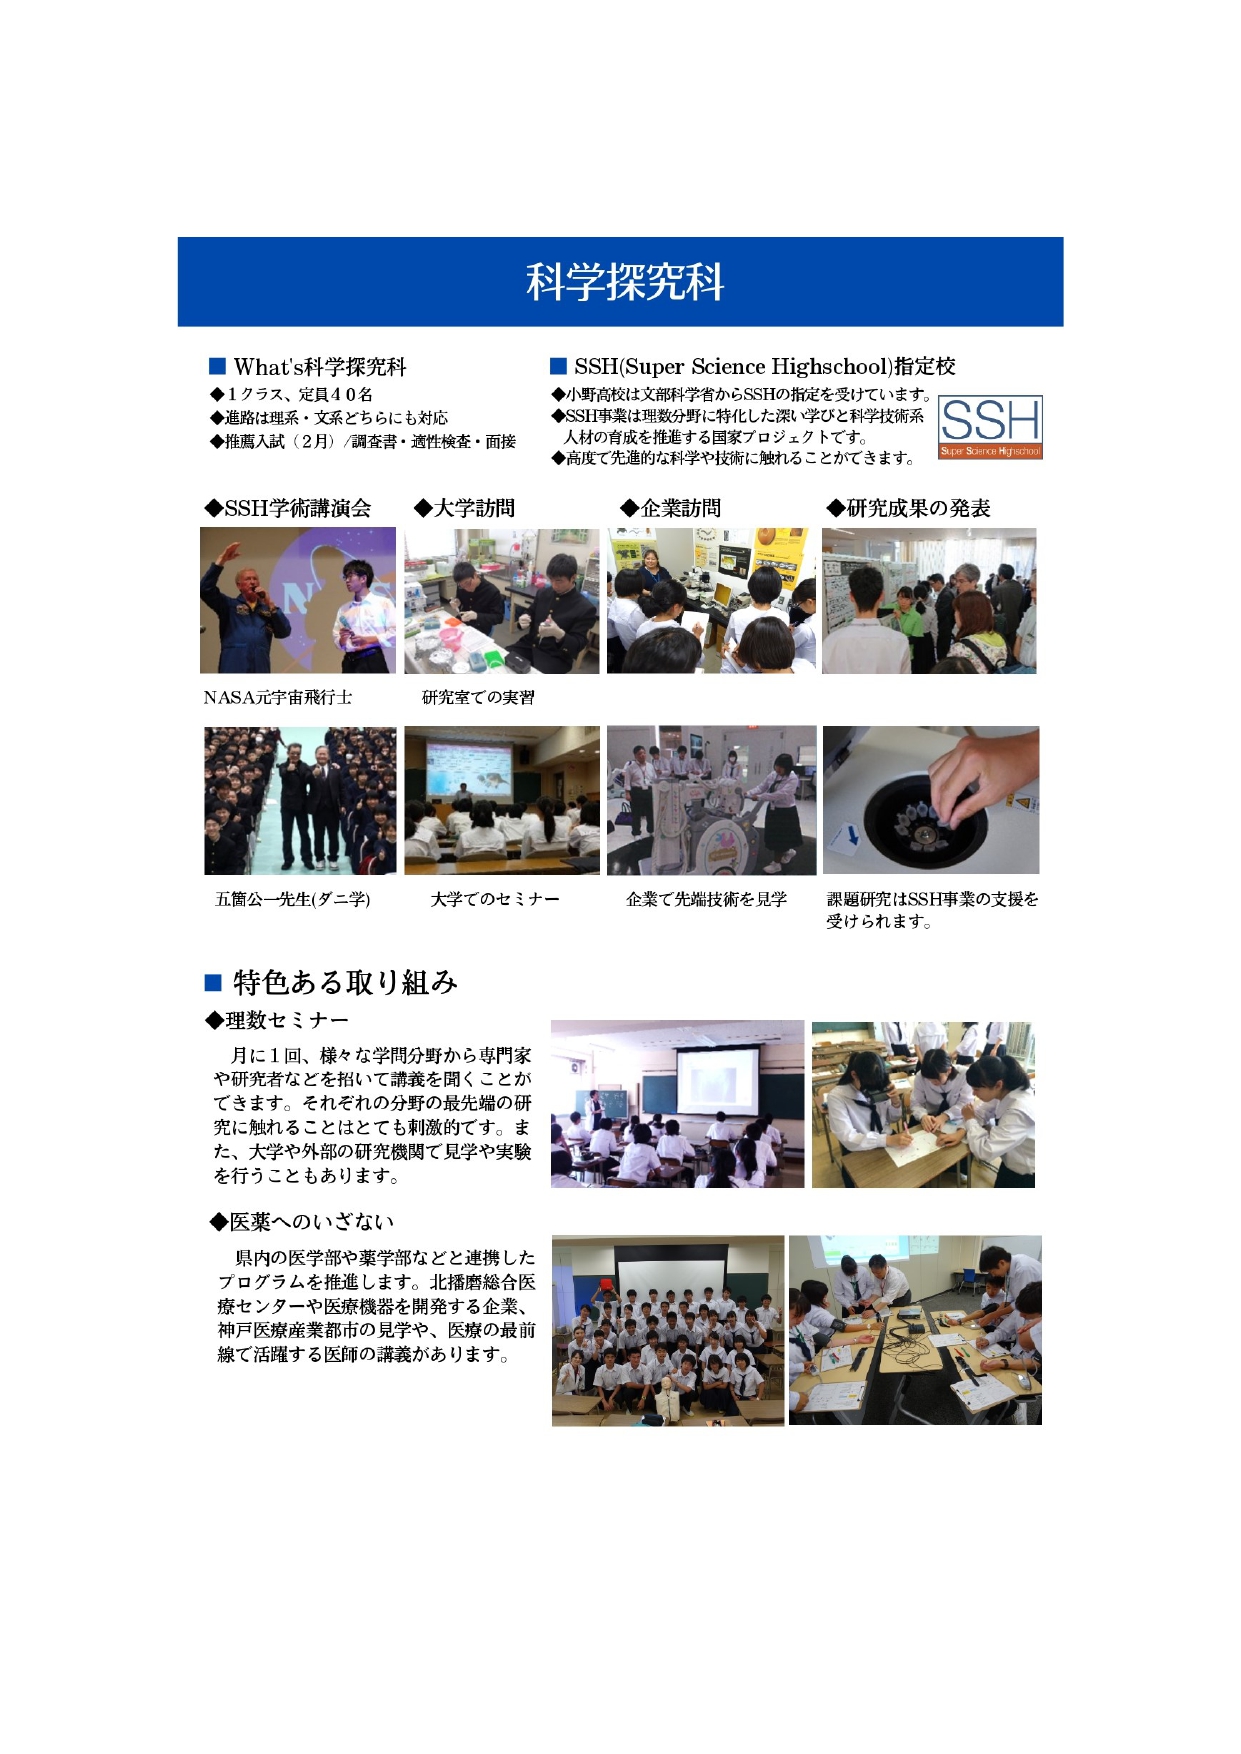 科学探究科
■ What's科学探究科
◆１クラス、定員４０名
◆進路は理系・文系どちらにも対応
◆推薦入試（２月）/調査書・適性検査・面接
■ SSH(Super Science Highschool)指定校
◆小野高校は文部科学省からSSHの指定を受けています。
◆SSH事業は理数分野に特化した深い学びと科学技術系
人材の育成を推進する国家プロジェクトです。
◆高度で先進的な科学や技術に触れることができます。
SSH
Super Science Highschool
◆SSH学術講演会
◆大学訪問
◆企業訪問
◆研究成果の発表
NASA元宇宙飛行士
研究室での実習
五箇公一先生(ダニ学)
大学でのセミナー
企業で先端技術を見学
課題研究はSSH事業の支援を
受けられます。
■ 特色ある取り組み
◆理数セミナー
月に１回、様々な学問分野から専門家
や研究者などを招いて講義を聞くことが
できます。それぞれの分野の最先端の研
究に触れることはとても刺激的です。ま
た、大学や外部の研究機関で見学や実験
を行うこともあります。
◆医薬へのいざない
県内の医学部や薬学部などと連携した
プログラムを推進します。北播磨総合医
療センターや医療機器を開発する企業、
神戸医療産業都市の見学や、医療の最前
線で活躍する医師の講義があります。